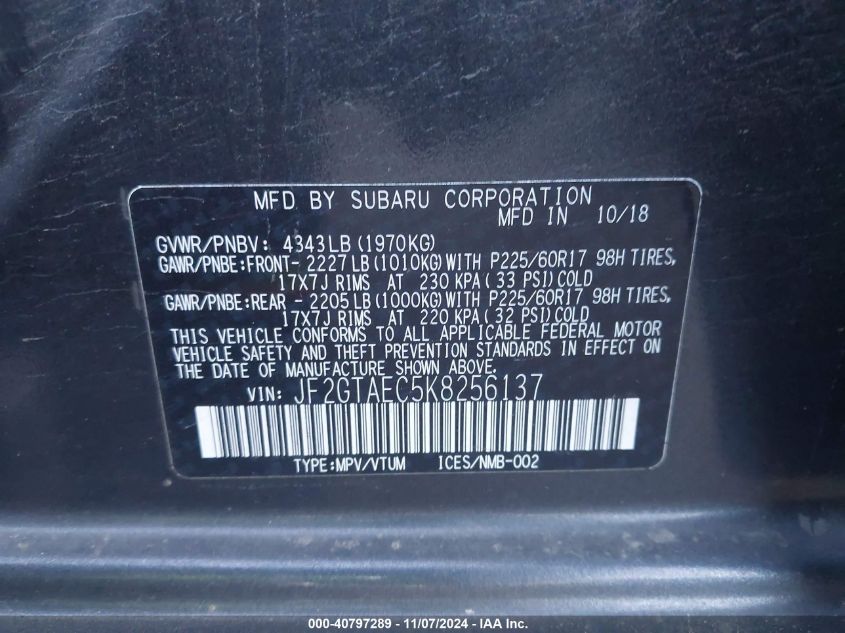 MFD BY SUBARU CORPORATION
MFD IN 10/18
GVWR/PNBV: 4343LB (1970KG)
GAWR/PNBE:FRONT- 2227LB(1010KG)WITH P225/60R17 98H TIRES,
17X7J RIMS AT 230 KPA(33 PSI)COLD
GAWR/PNBE:REAR - 2205LB(1000KG)WITH P225/60R17 98H TIRES,
17X7J RIMS AT 220 KPA(32 PSI)COLD
THIS VEHICLE CONFORMS TO ALL APPLICABLE FEDERAL MOTOR
VEHICLE SAFETY AND THEFT PREVENTION STANDARDS IN EFFECT ON
THE DATE OF MANUFACTURE SHOWN ABOVE.
VIN: JF2GTAEC5K8256137
TYPE:MPV/VTUM ICES/NMB-002
000-40797289 - 11/07/2024 - IAA Inc.